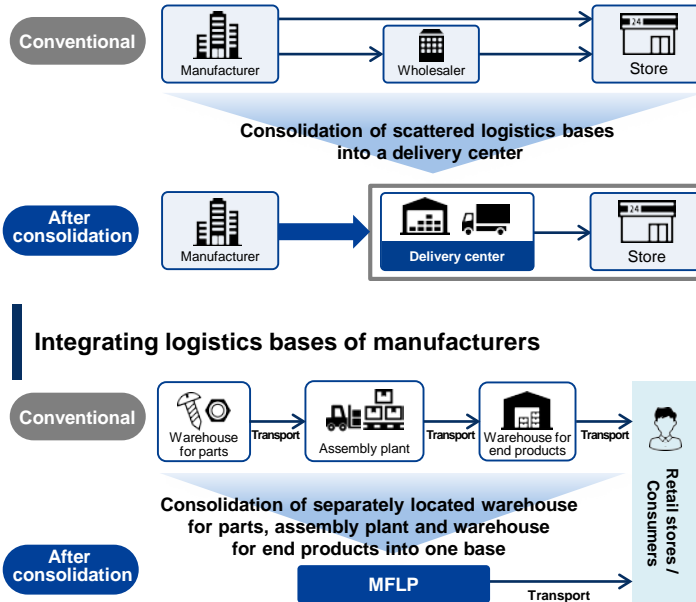 Conventional
Manufacturer
Wholesaler
24
Store
Consolidation of scattered logistics bases
into a delivery center
After
consolidation
Manufacturer
Delivery center
24
Store
Integrating logistics bases of manufacturers
Conventional
Warehouse
for parts
Transport
Assembly plant
Transport
Warehouse for
end products
Transport
Retail stores /
Consumers
Consolidation of separately located warehouse
for parts, assembly plant and warehouse
for end products into one base
After
consolidation
MFLP
Transport